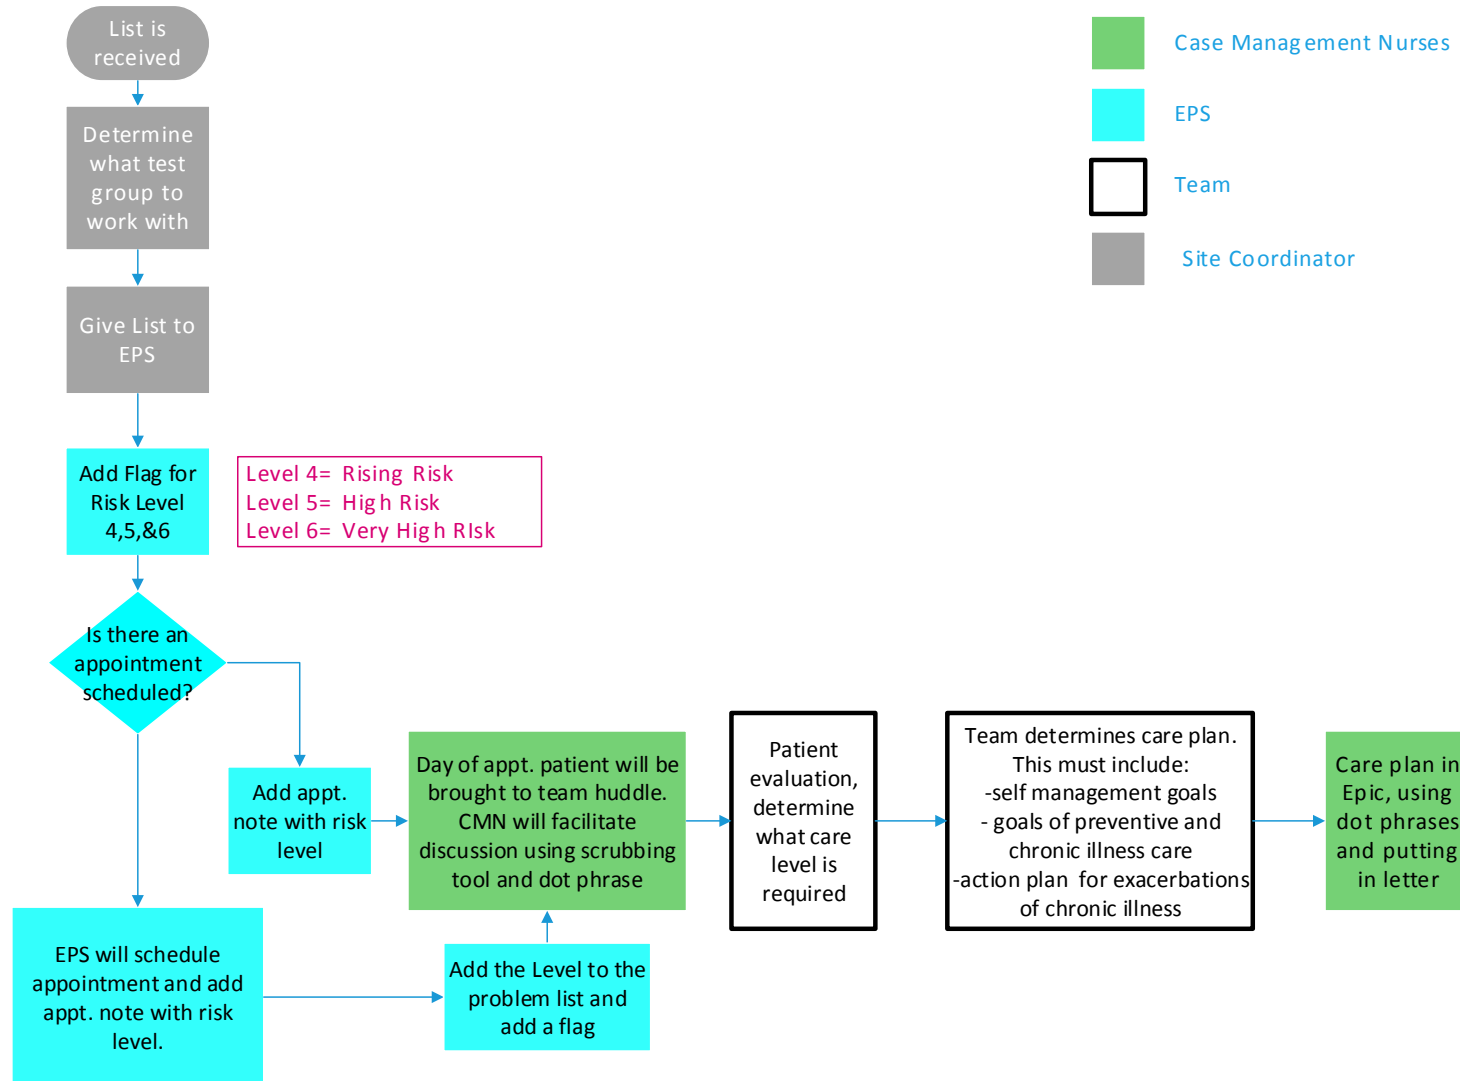 List is
received
Determine
what test
group to
work with
Give List to
EPS
Add Flag for
Risk Level
4,5,&6
Level 4= Rising Risk
Level 5= High Risk
Level 6= Very High RIsk
Is there an
appointment
scheduled?
Add appt.
note with risk
level
EPS will schedule
appointment and add
appt. note with risk
level.
Add the Level to the
problem list and
add a flag
Day of appt. patient will be
brought to team huddle.
CMN will facilitate
discussion using scrubbing
tool and dot phrase
Patient
evaluation,
determine
what care
level is
required
Team determines care plan.
This must include:
-self management goals
- goals of preventive and
chronic illness care
-action plan for exacerbations
of chronic illness
Care plan in
Epic, using
dot phrases
and putting
in letter
Case Management Nurses
EPS
Team
Site Coordinator